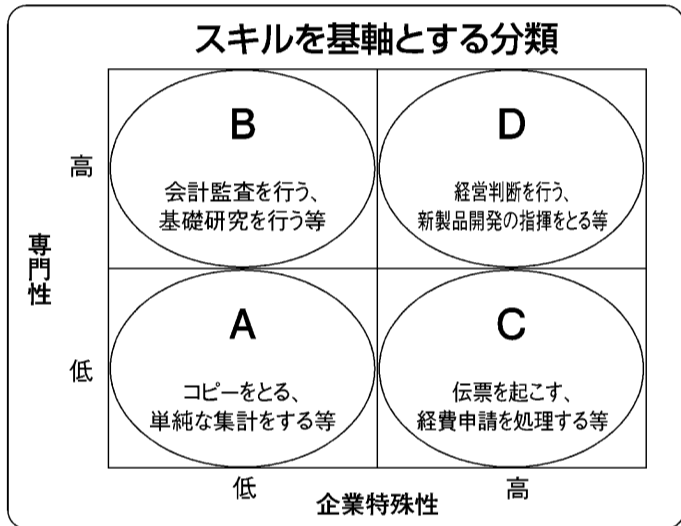 スキルを基軸とする分類
B
会計監査を行う、
基礎研究を行う等
D
経営判断を行う、
新製品開発の指揮をとる等
高
専門性
A
コピーをとる、
単純な集計をする等
C
伝票を起こす、
経費申請を処理する等
低
低
高
企業特殊性